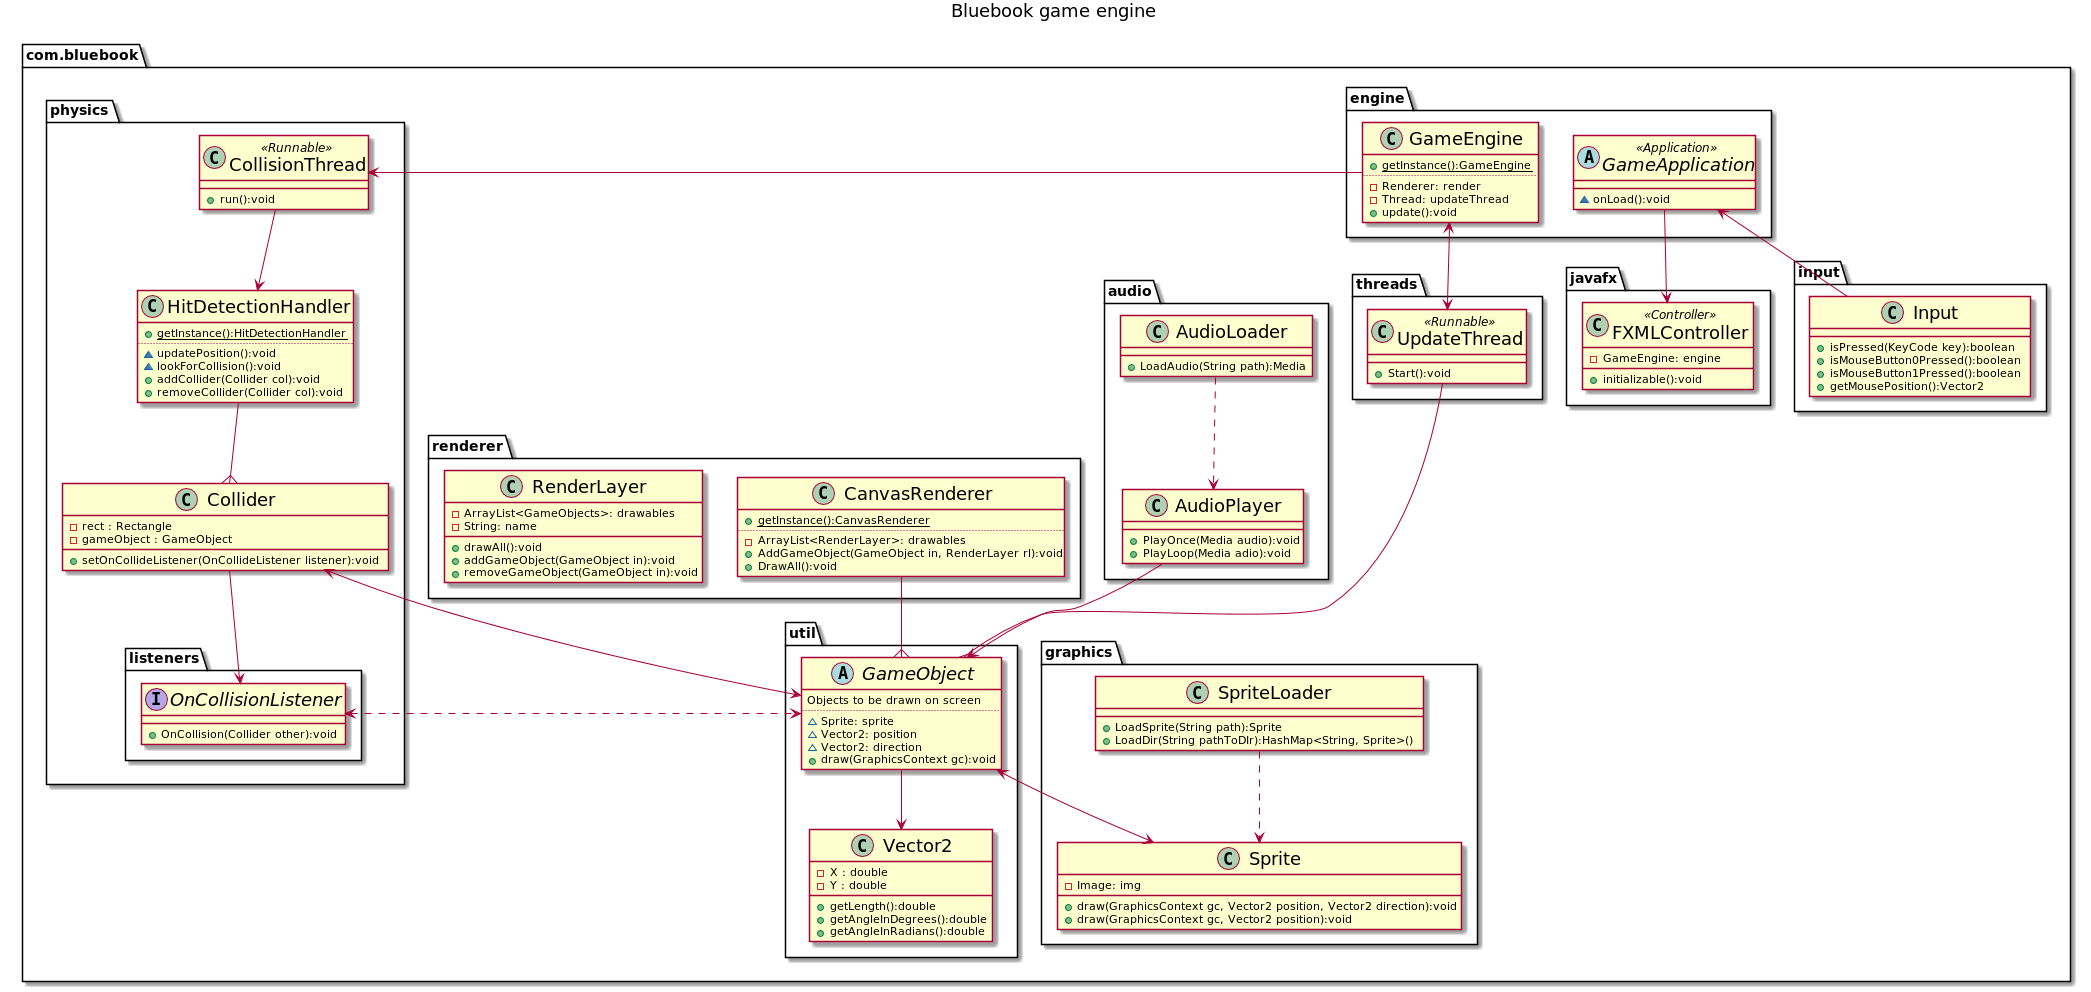 Bluebook game engine
com.bluebook
physics
C
«Runnable»
CollisionThread
run():void
C HitDetectionHandler
getInstance():HitDetectionHandler
updatePosition():void
lookForCollision():void
addCollider(Collider col):void
removeCollider(Collider col):void
C Collider
rect : Rectangle
gameObject : GameObject
setOnCollideListener(OnCollideListener listener):void
listeners
I OnCollisionListener
OnCollision(Collider other):void
renderer
C RenderLayer
ArrayList<GameObjects>: drawables
String: name
drawAll():void
addGameObject(GameObject in):void
removeGameObject(GameObject in):void
C CanvasRenderer
getInstance():CanvasRenderer
ArrayList<RenderLayer>: drawables
AddGameObject(GameObject in, RenderLayer rl):void
DrawAll():void
engine
C GameEngine
getInstance():GameEngine
Renderer: render
Thread: updateThread
update():void
A
«Application»
GameApplication
onLoad():void
audio
C AudioLoader
LoadAudio(String path):Media
C AudioPlayer
PlayOnce(Media audio):void
PlayLoop(Media adio):void
threads
C
«Runnable»
UpdateThread
Start():void
javafx
C
«Controller»
FXMLController
GameEngine: engine
initializable():void
input
C Input
isPressed(KeyCode key):boolean
isMouseButton0Pressed():boolean
isMouseButton1Pressed():boolean
getMousePosition():Vector2
util
A GameObject
Objects to be drawn on screen
Sprite: sprite
Vector2: position
Vector2: direction
draw(GraphicsContext gc):void
C Vector2
X : double
Y : double
getLength():double
getAngleInDegrees():double
getAngleInRadians():double
graphics
C SpriteLoader
LoadSprite(String path):Sprite
LoadDir(String pathToDIr):HashMap<String, Sprite>()
C Sprite
Image: img
draw(GraphicsContext gc, Vector2 position, Vector2 direction):void
draw(GraphicsContext gc, Vector2 position):void